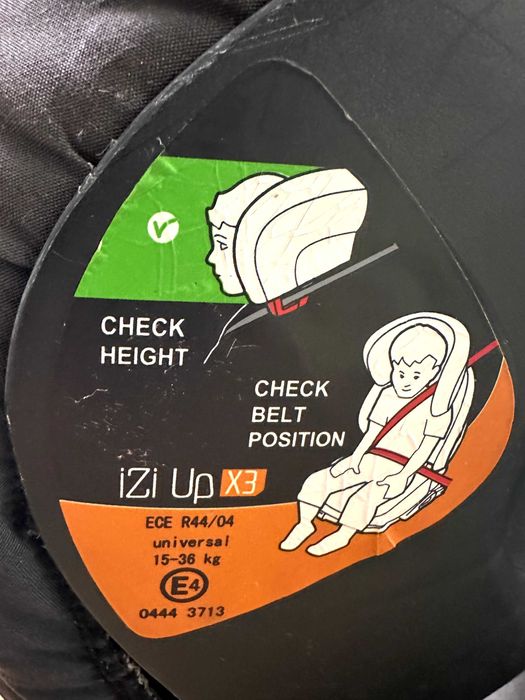 CHECK
HEIGHT
CHECK
BELT
POSITION
iZi Up X3
ECE R44/04
universal
15-36 kg
E4
0444 3713